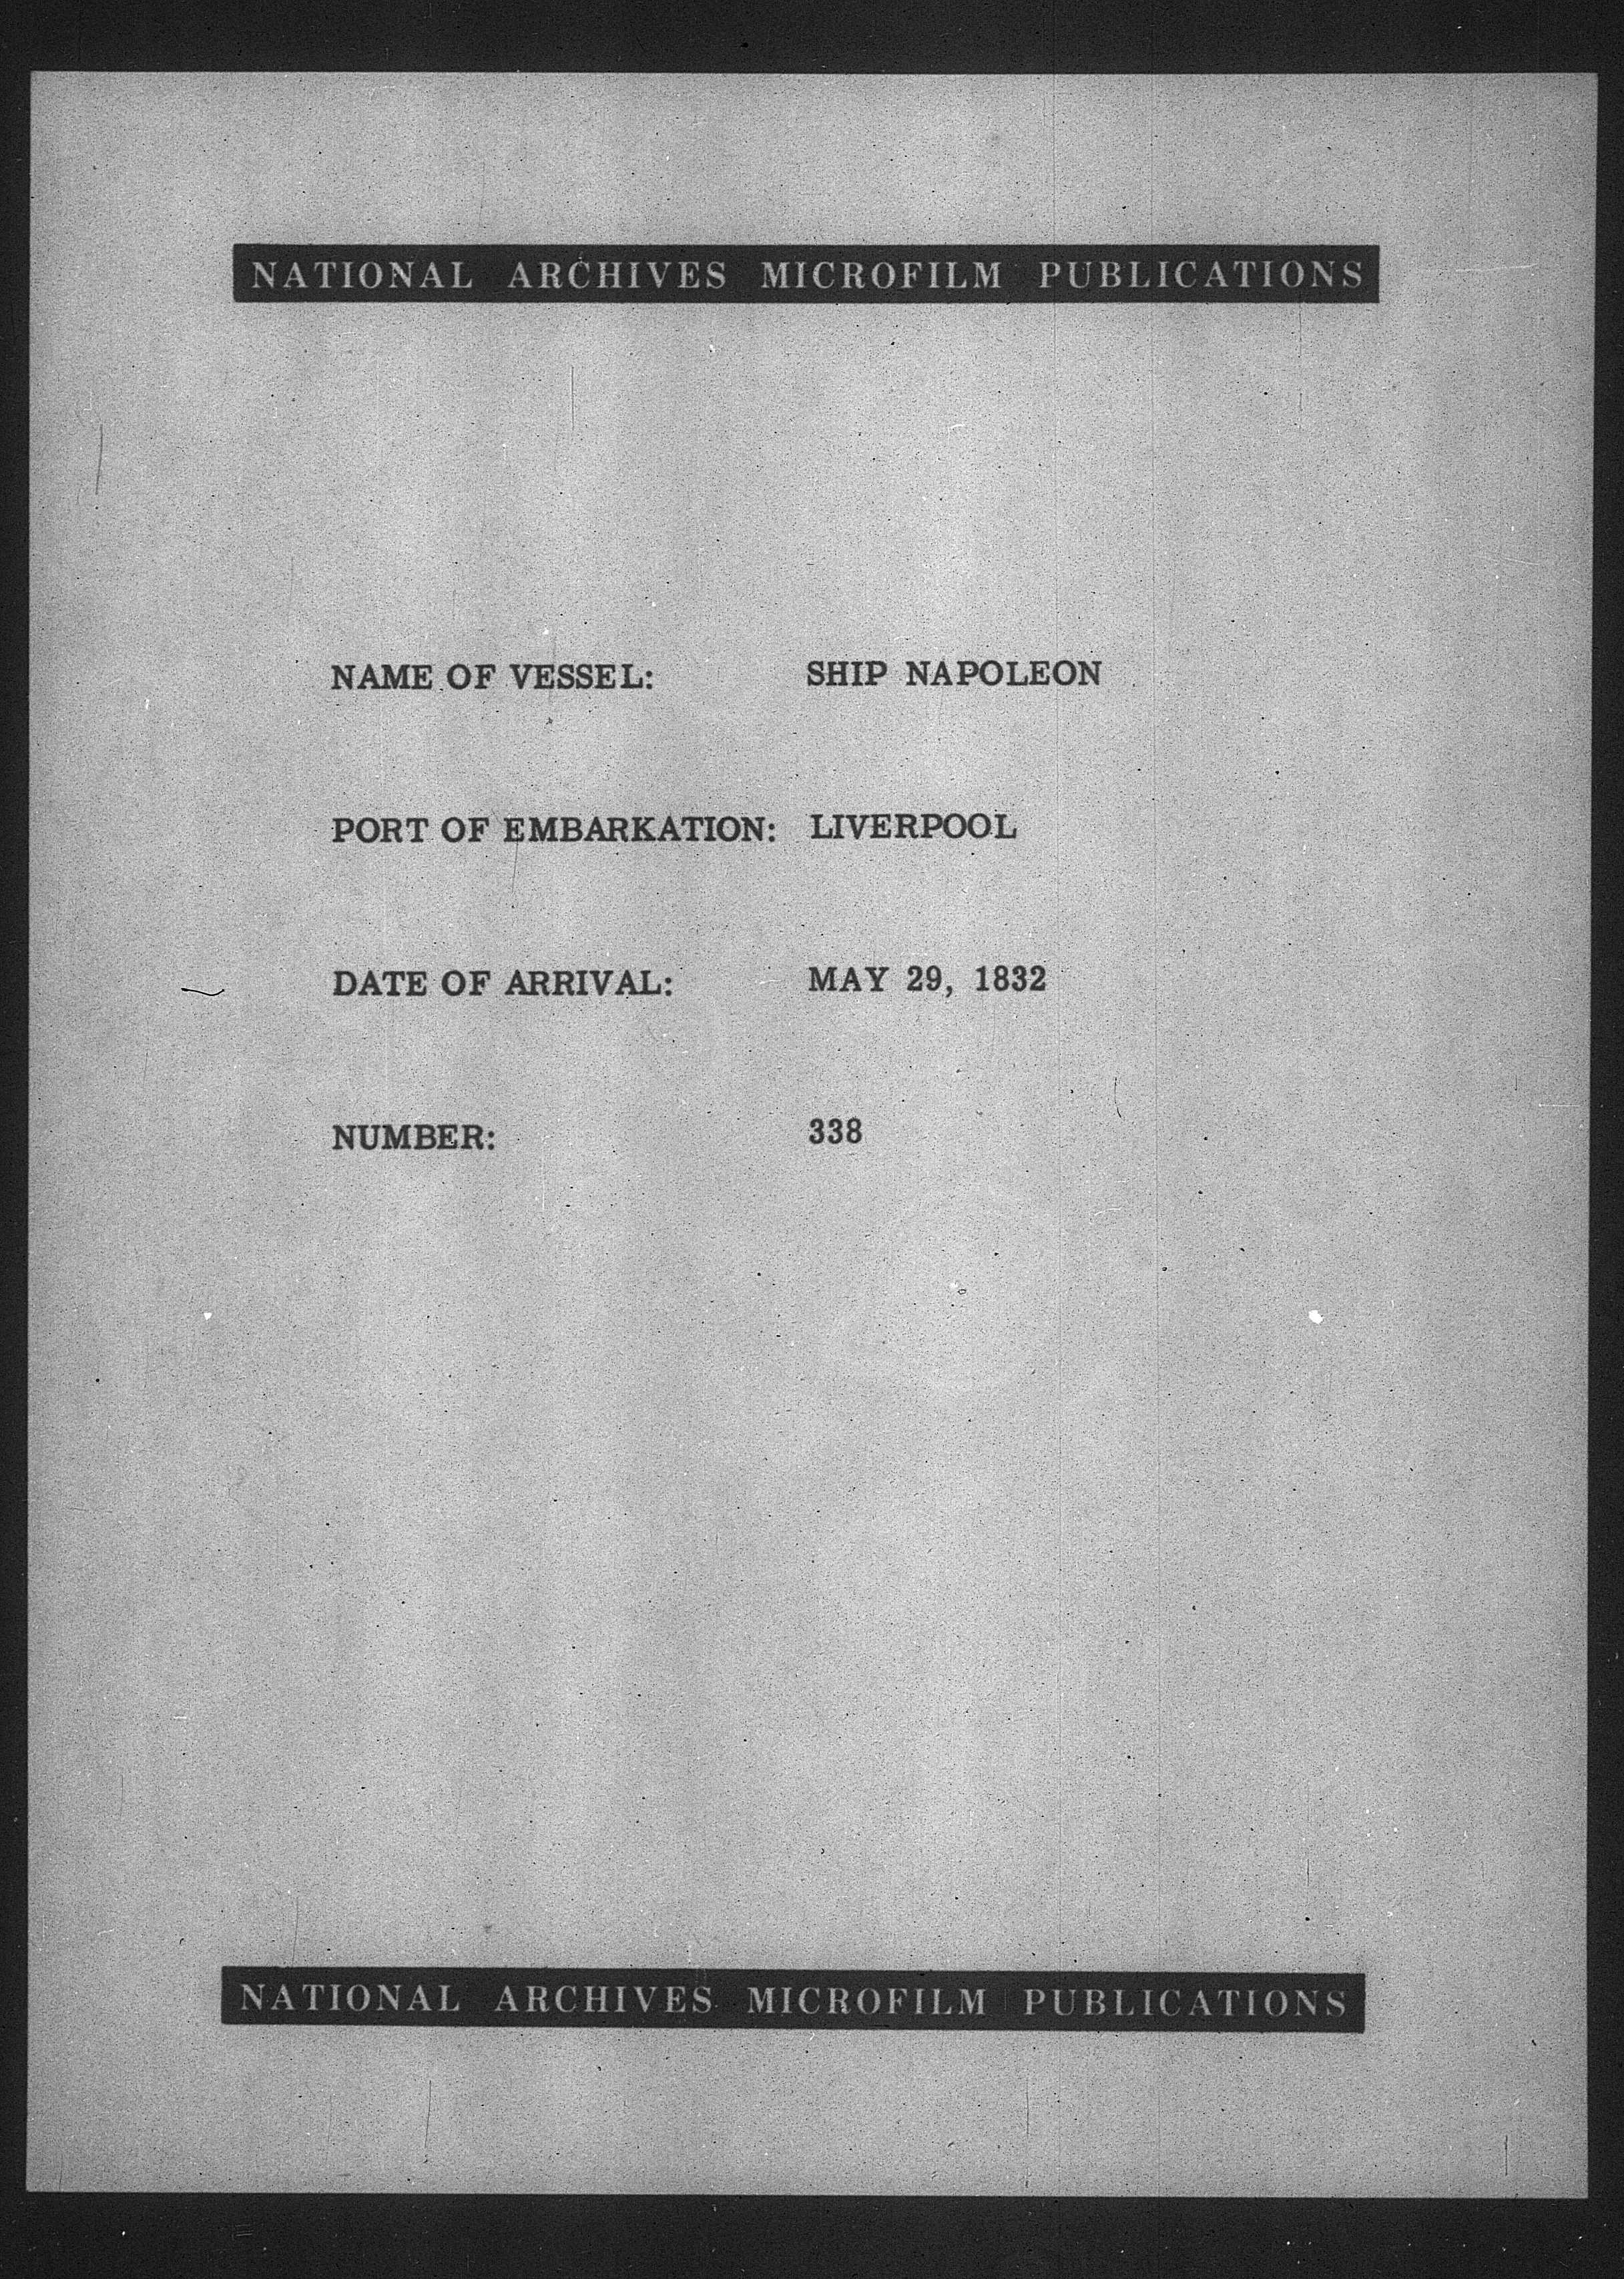 NATIONAL ARCHIVES MICROFILM PUBLICATIONS
NAME OF VESSEL: SHIP NAPOLEON
PORT OF EMBARKATION: LIVERPOOL
DATE OF ARRIVAL: MAY 29, 1832
NUMBER: 338
NATIONAL ARCHIVES MICROFILM PUBLICATIONS